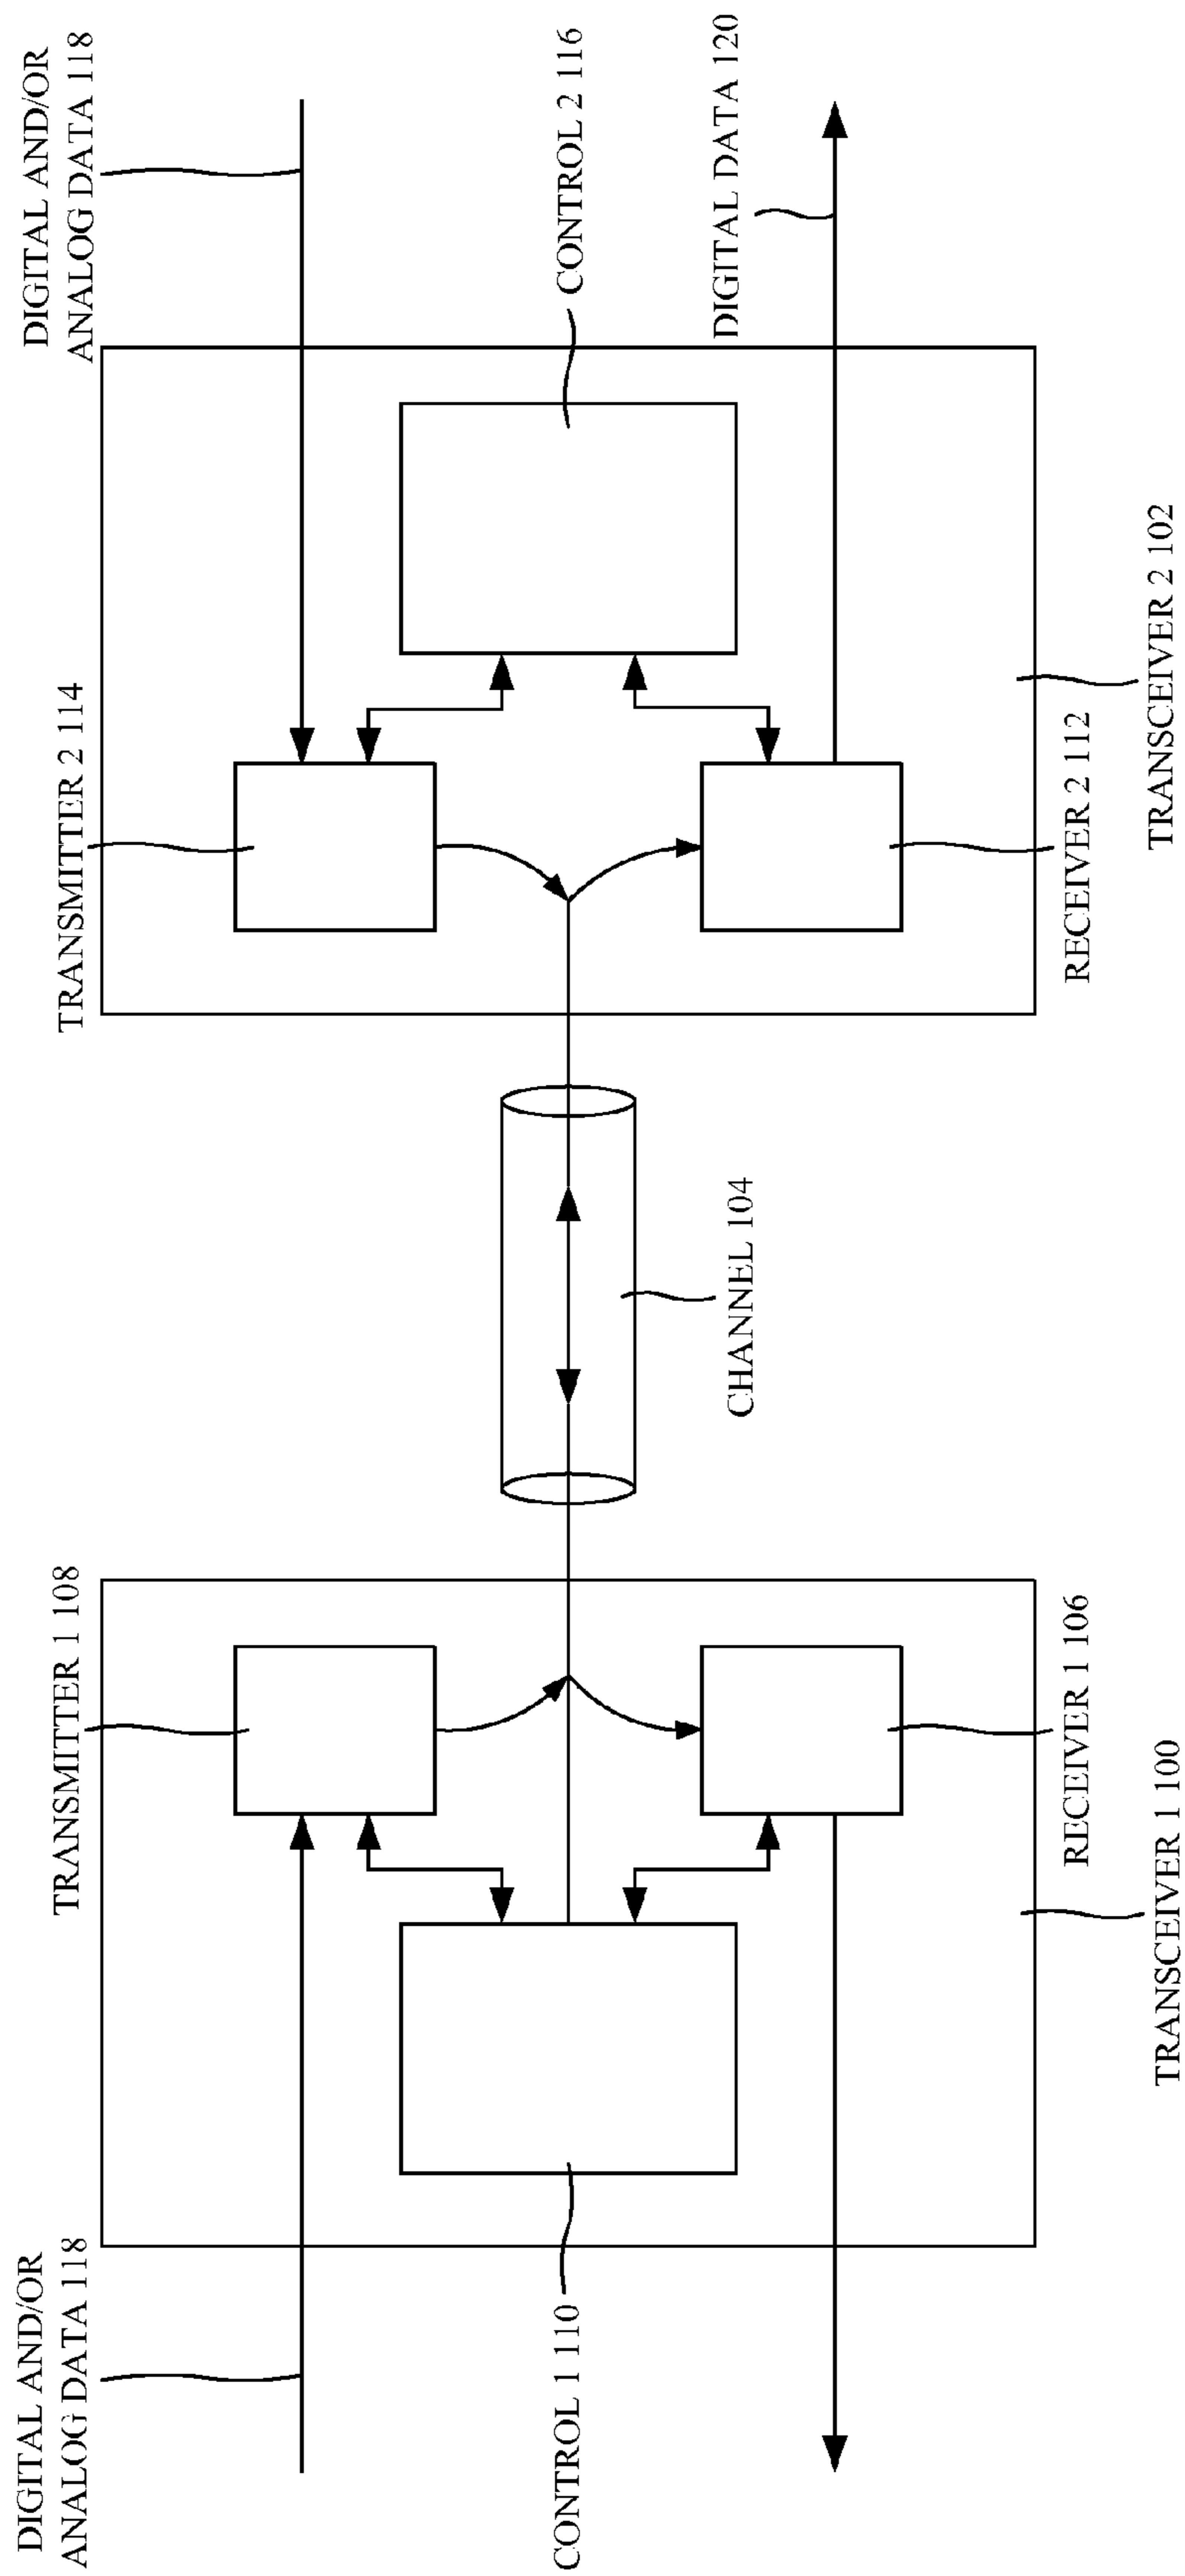 DIGITAL AND/OR
ANALOG DATA 118
TRANSMITTER 1 108
TRANSMITTER 2 114
DIGITAL AND/OR
ANALOG DATA 118
CONTROL 1 110
CONTROL 2 116
CHANNEL 104
DIGITAL DATA 120
RECEIVER 1 106
RECEIVER 2 112
TRANSCEIVER 1 100
TRANSCEIVER 2 102